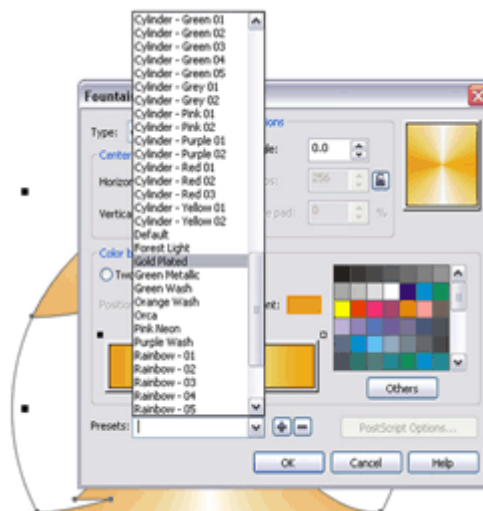 Cylinder - Green 01
Cylinder - Green 02
Cylinder - Green 03
Cylinder - Green 04
Cylinder - Green 05
Cylinder - Grey 01
Cylinder - Grey 02
Cylinder - Pink 01
Cylinder - Pink 02
Cylinder - Purple 01
Cylinder - Purple 02
Cylinder - Red 01
Cylinder - Red 02
Cylinder - Red 03
Cylinder - Yellow 01
Cylinder - Yellow 02
Default
Forest Light
Gold Plated
Green Metallic
Green Wash
Orange Wash
Orca
Pink Neon
Purple Wash
Rainbow - 01
Rainbow - 02
Rainbow - 03
Rainbow - 04
Rainbow - 05
Fountai
Type:
ions
le: 0.0
Center
Horizo
ps: 256
Vertica
e pad: 0 %
Color b
Two
Positio
nt:
Others
Presets:
PostScript Options...
OK Cancel Help